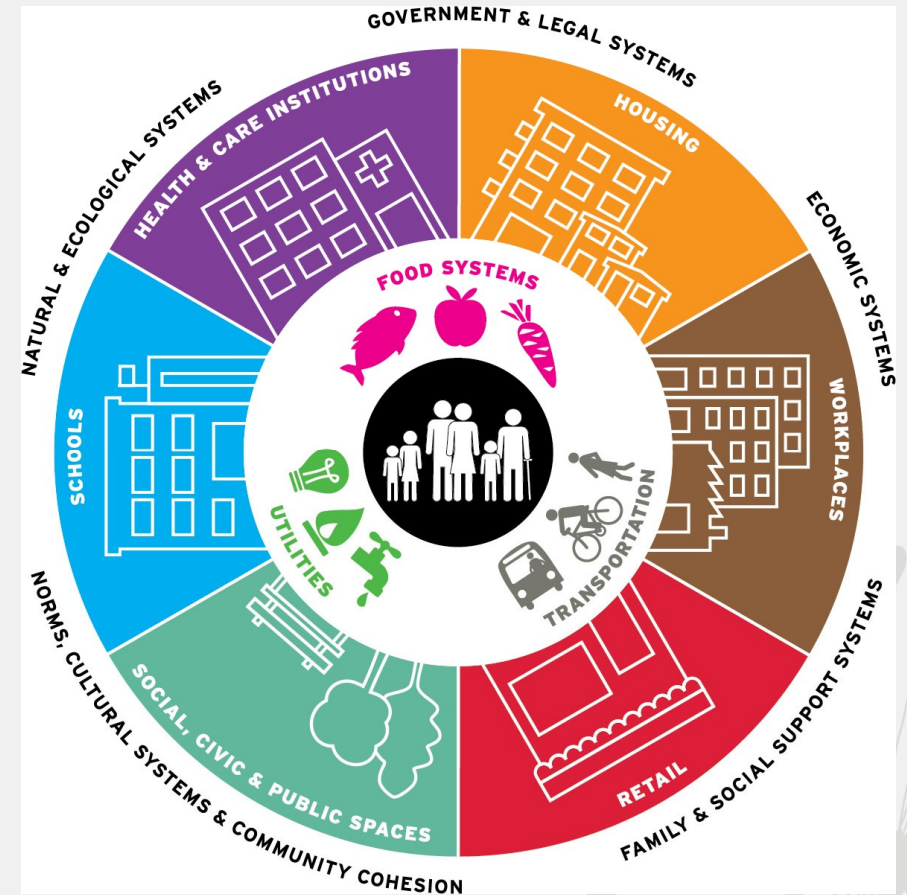 GOVERNMENT & LEGAL SYSTEMS
NATURAL & ECOLOGICAL SYSTEMS
ECONOMIC SYSTEMS
HEALTH & CARE INSTITUTIONS
HOUSING
FOOD SYSTEMS
SCHOOLS
WORKPLACES
UTILITIES
TRANSPORTATION
SOCIAL, CIVIC & PUBLIC SPACES
RETAIL
NORMS, CULTURAL SYSTEMS & COMMUNITY COHESION
FAMILY & SOCIAL SUPPORT SYSTEMS